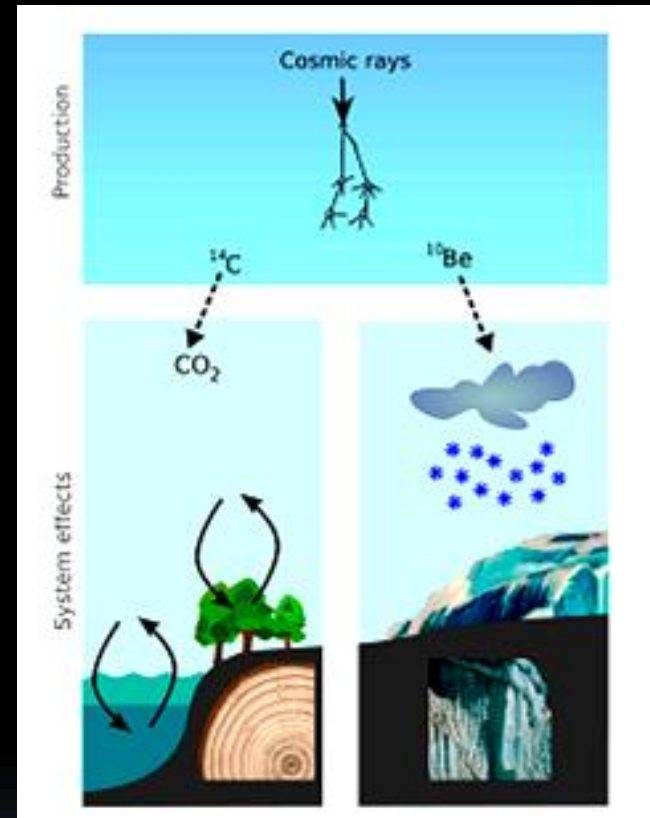 Production
Cosmic rays
¹⁴C
¹⁰Be
System effects
CO₂